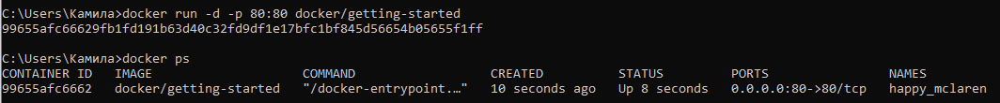 C:\Users\Камила>docker run -d -p 80:80 docker/getting-started
99655afc66629fb1fd191b63d40c32fd9df1e17bfc1bf845d56654b05655f1ff
C:\Users\Камила>docker ps
CONTAINER ID   IMAGE                    COMMAND                  CREATED          STATUS         PORTS                NAMES
99655afc6662   docker/getting-started   "/docker-entrypoint.…"   10 seconds ago   Up 8 seconds   0.0.0.0:80->80/tcp   happy_mclaren